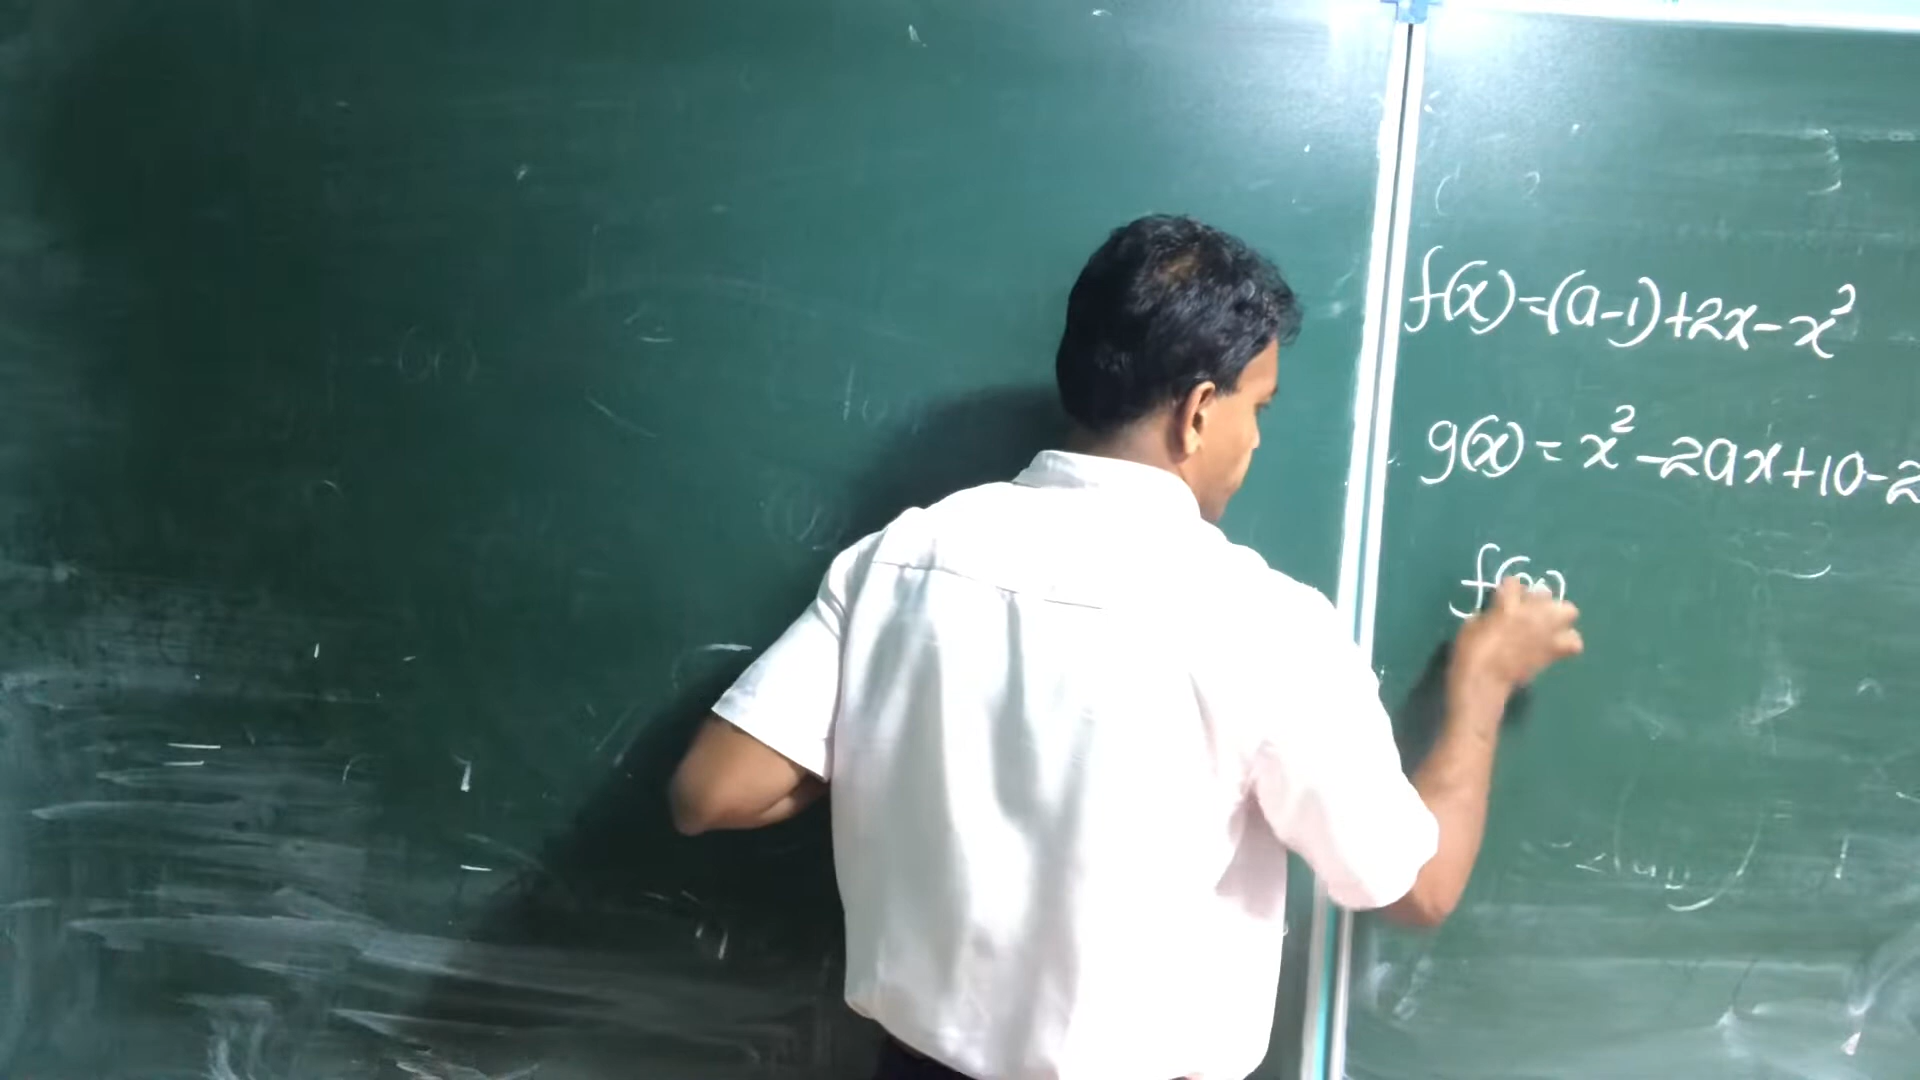 f(x)=(a-1)+2x-x²
g(x) = x²-2ax+10-2
f(x)